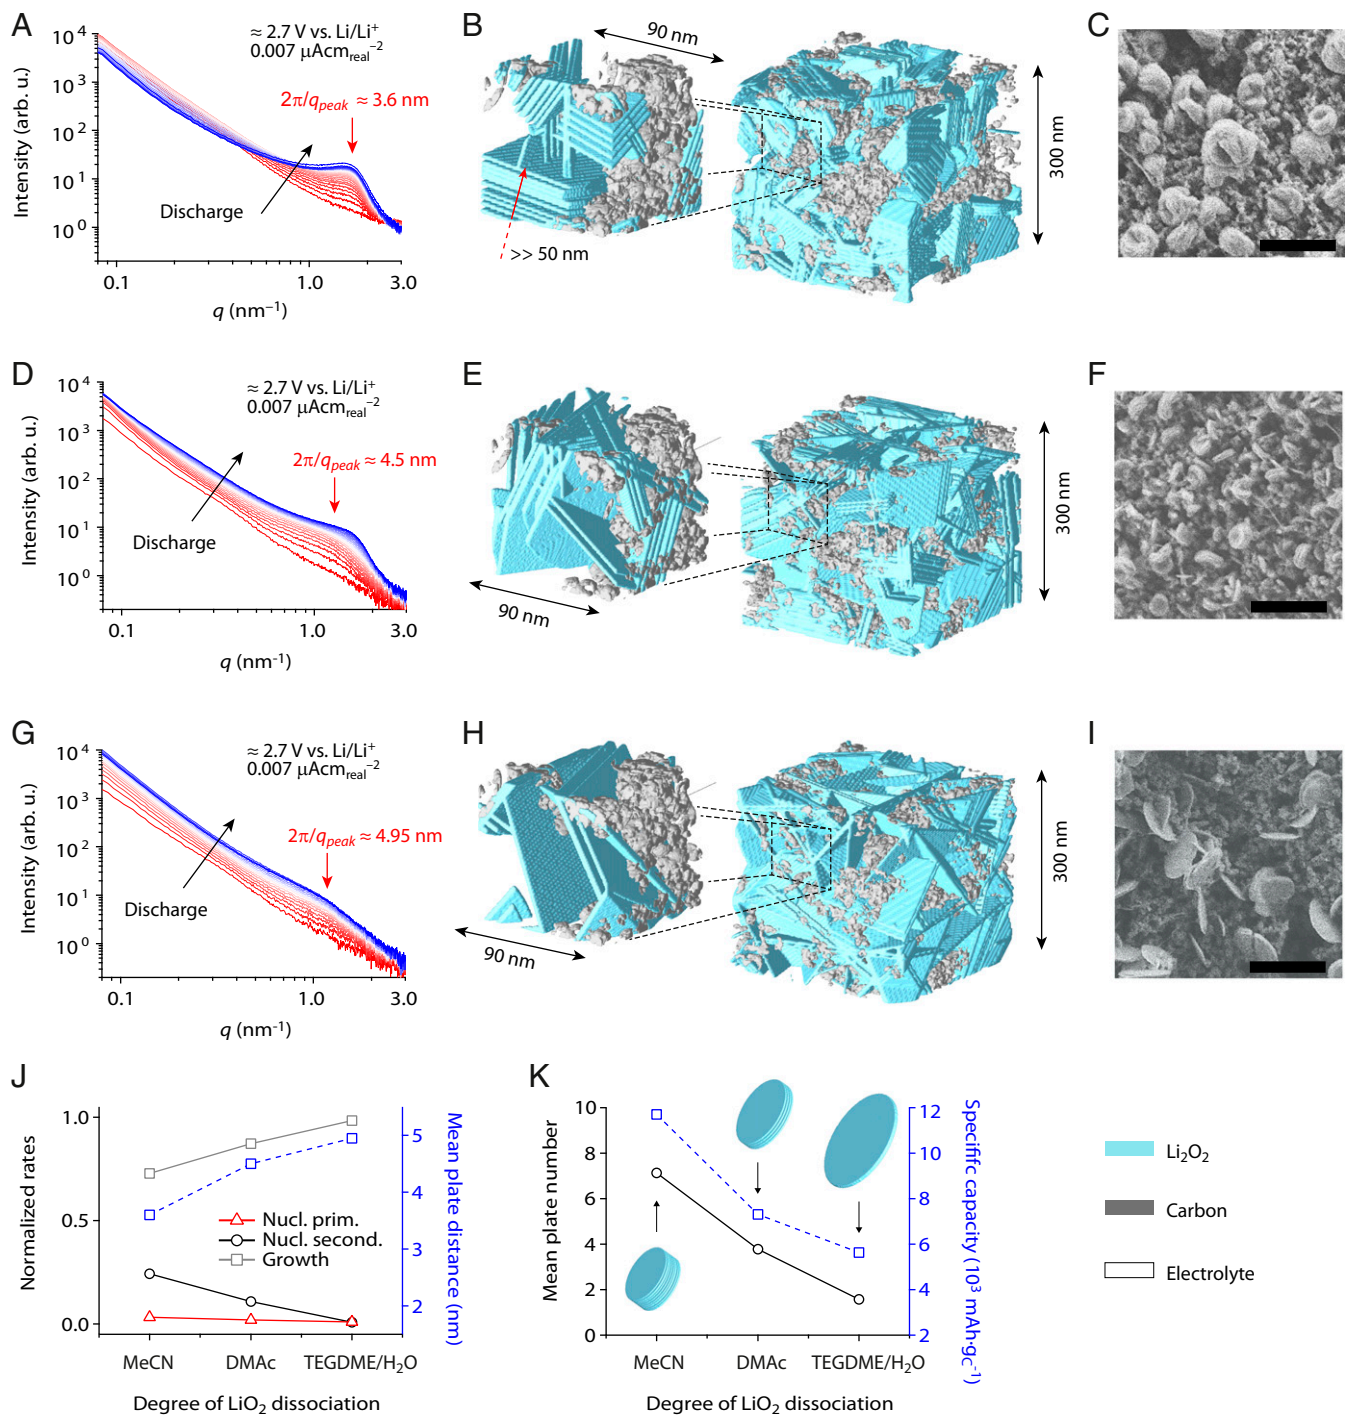 A
10⁴
10³
10²
10¹
10⁰
Intensity (arb. u.)
≈ 2.7 V vs. Li/Li⁺
0.007 μAcm_real⁻²
2π/q_peak ≈ 3.6 nm
Discharge
0.1
1.0
3.0
q (nm⁻¹)
B
90 nm
>> 50 nm
300 nm
C
D
10⁴
10³
10²
10¹
10⁰
Intensity (arb. u.)
≈ 2.7 V vs. Li/Li⁺
0.007 μAcm_real⁻²
2π/q_peak ≈ 4.5 nm
Discharge
0.1
1.0
3.0
q (nm⁻¹)
E
90 nm
300 nm
F
G
10⁴
10³
10²
10¹
10⁰
Intensity (arb. u.)
≈ 2.7 V vs. Li/Li⁺
0.007 μAcm_real⁻²
2π/q_peak ≈ 4.95 nm
Discharge
0.1
1.0
3.0
q (nm⁻¹)
H
90 nm
300 nm
I
J
1.0
0.5
0.0
Normalized rates
Nucl. prim.
Nucl. second.
Growth
5
4
3
2
Mean plate distance (nm)
MeCN
DMAc
TEGDME/H₂O
Degree of LiO₂ dissociation
K
10
8
6
4
2
0
Mean plate number
12
10
8
6
4
2
Specififc capacity (10³ mAh·g_C⁻¹)
MeCN
DMAc
TEGDME/H₂O
Degree of LiO₂ dissociation
Li₂O₂
Carbon
Electrolyte